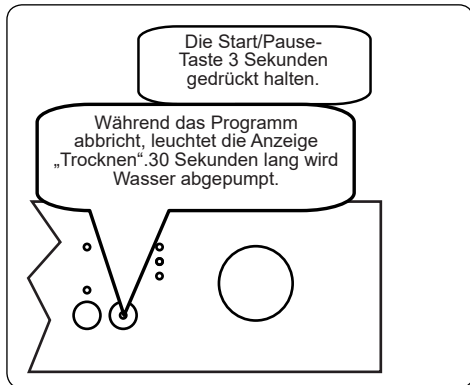 Die Start/Pause-
Taste 3 Sekunden
gedrückt halten.
Während das Programm
abbricht, leuchtet die Anzeige
„Trocknen“.30 Sekunden lang wird
Wasser abgepumpt.